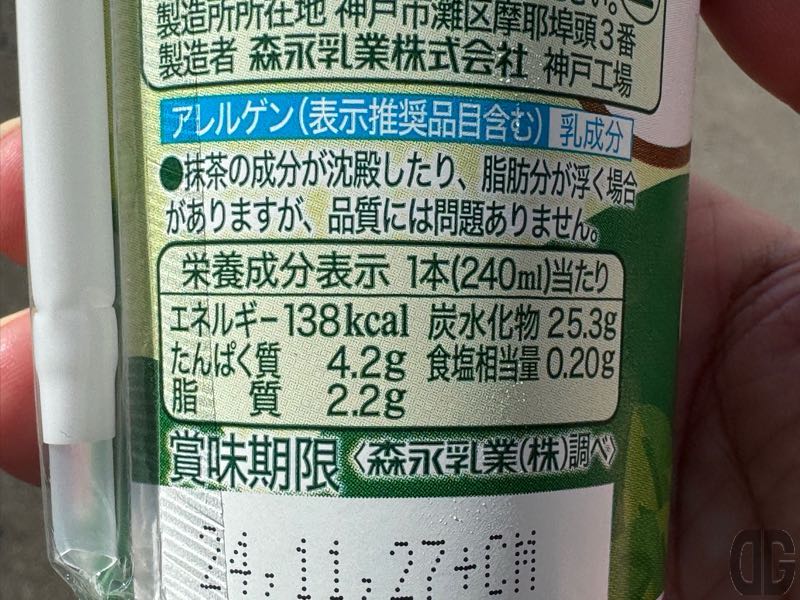 製造所所在地 神戸市灘区摩耶埠頭3番
製造者 森永乳業株式会社 神戸工場
アレルゲン(表示推奨品目含む) 乳成分
●抹茶の成分が沈殿したり、脂肪分が浮く場合
がありますが、品質には問題ありません。
栄養成分表示 1本(240ml)当たり
エネルギー138kcal 炭水化物 25.3g
たんぱく質 4.2g 食塩相当量 0.20g
脂質 2.2g
賞味期限〈森永乳業(株)調べ〉
24.11.27+CM
DG